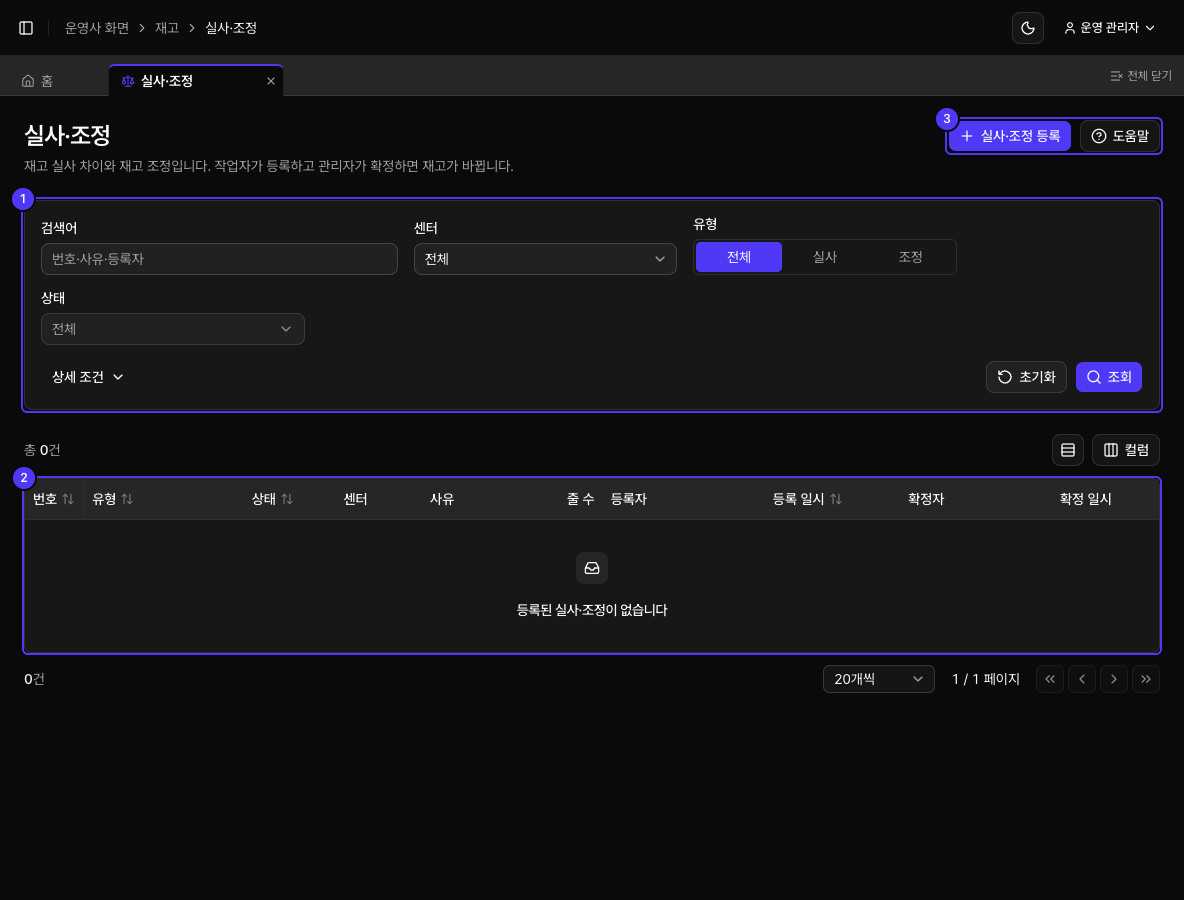 운영사 화면 > 재고 > 실사·조정
운영 관리자
홈
실사·조정
전체 닫기
실사·조정
재고 실사 차이와 재고 조정입니다. 작업자가 등록하고 관리자가 확정하면 재고가 바뀝니다.
3
실사·조정 등록
도움말
1
검색어
센터
유형
번호·사유·등록자
전체
전체
실사
조정
상태
전체
상세 조건
초기화
조회
총 0건
컬럼
2
번호 유형 상태 센터 사유 줄 수 등록자 등록 일시 확정자 확정 일시
등록된 실사·조정이 없습니다
0건
20개씩
1 / 1 페이지